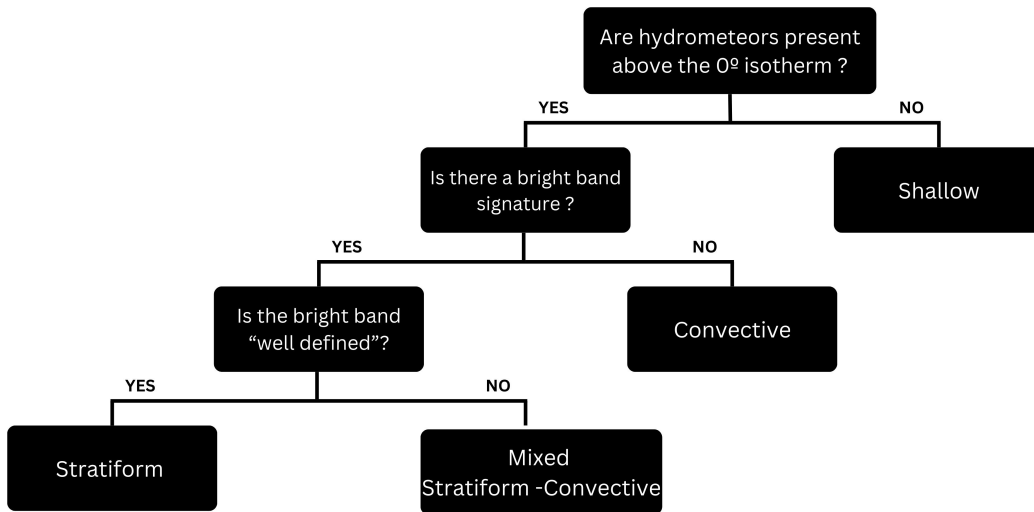 Are hydrometeors present
above the 0º isotherm ?
YES
NO
Is there a bright band
signature ?
Shallow
YES
NO
Is the bright band
“well defined”?
Convective
YES
NO
Stratiform
Mixed
Stratiform -Convective